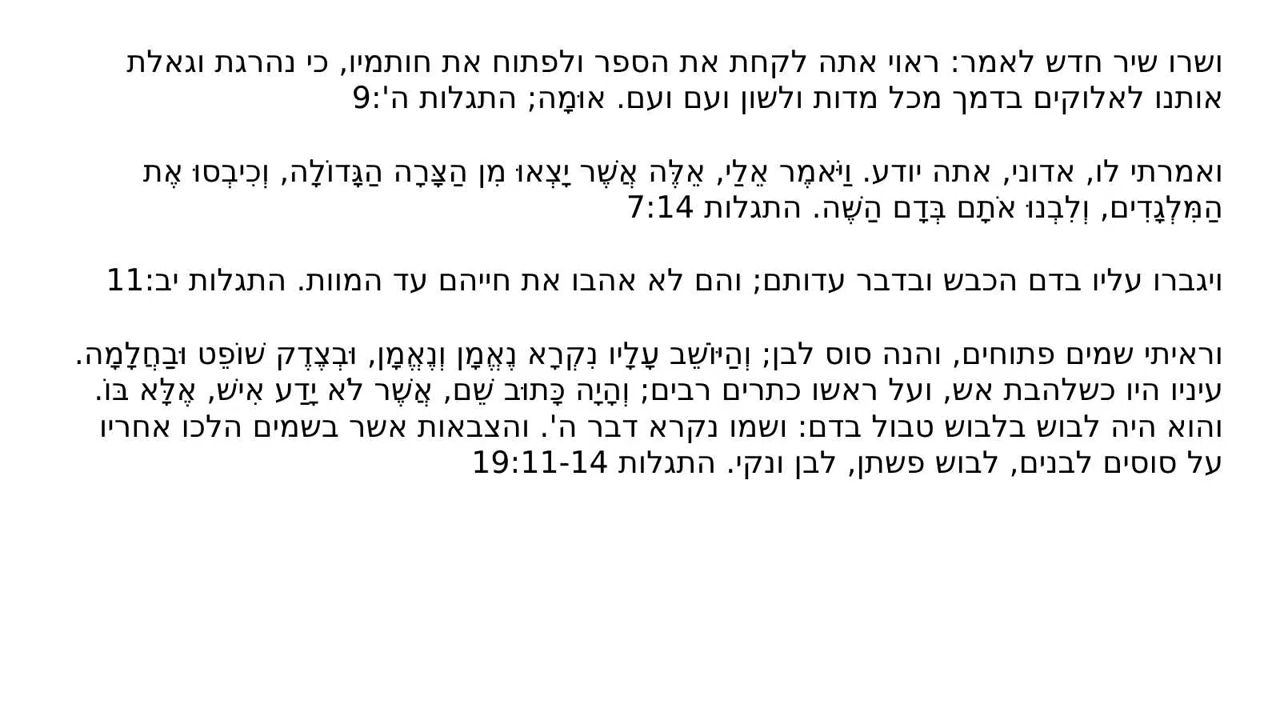 ושרו שיר חדש לאמר: ראוי אתה לקחת את הספר ולפתוח את חותמיו, כי נהרגת וגאלת
אותנו לאלוקים בדמך מכל מדות ולשון ועם ועם. אוּמָה; התגלות ה':9
ואמרתי לו, אדוני, אתה יודע. וַיֹּאמֶר אֵלַי, אֵלֶּה אֲשֶׁר יָצְאוּ מִן הַצָּרָה הַגָּדוֹלָה, וְכִיבְסוּ אֶת
הַמִּלְגָדִים, וְלִבְנוּ אֹתָם בְּדָם הַשֶּׁה. התגלות 7:14
ויגברו עליו בדם הכבש ובדבר עדותם; והם לא אהבו את חייהם עד המוות. התגלות יב:11
וראיתי שמים פתוחים, והנה סוס לבן; וְהַיּוֹשֵׁב עָלָיו נִקְרָא נֶאֱמָן וְנֶאֱמָן, וּבְצֶדֶק שׁוֹפֵט וּבַחֲלָמָה.
עיניו היו כשלהבת אש, ועל ראשו כתרים רבים; וְהָיָה כָּתוּב שֵׁם, אֲשֶׁר לֹא יָדַע אִישׁ, אֶלָּא בּוֹ.
והוא היה לבוש בלבוש טבול בדם: ושמו נקרא דבר ה'. והצבאות אשר בשמים הלכו אחריו
על סוסים לבנים, לבוש פשתן, לבן ונקי. התגלות 19:11-14